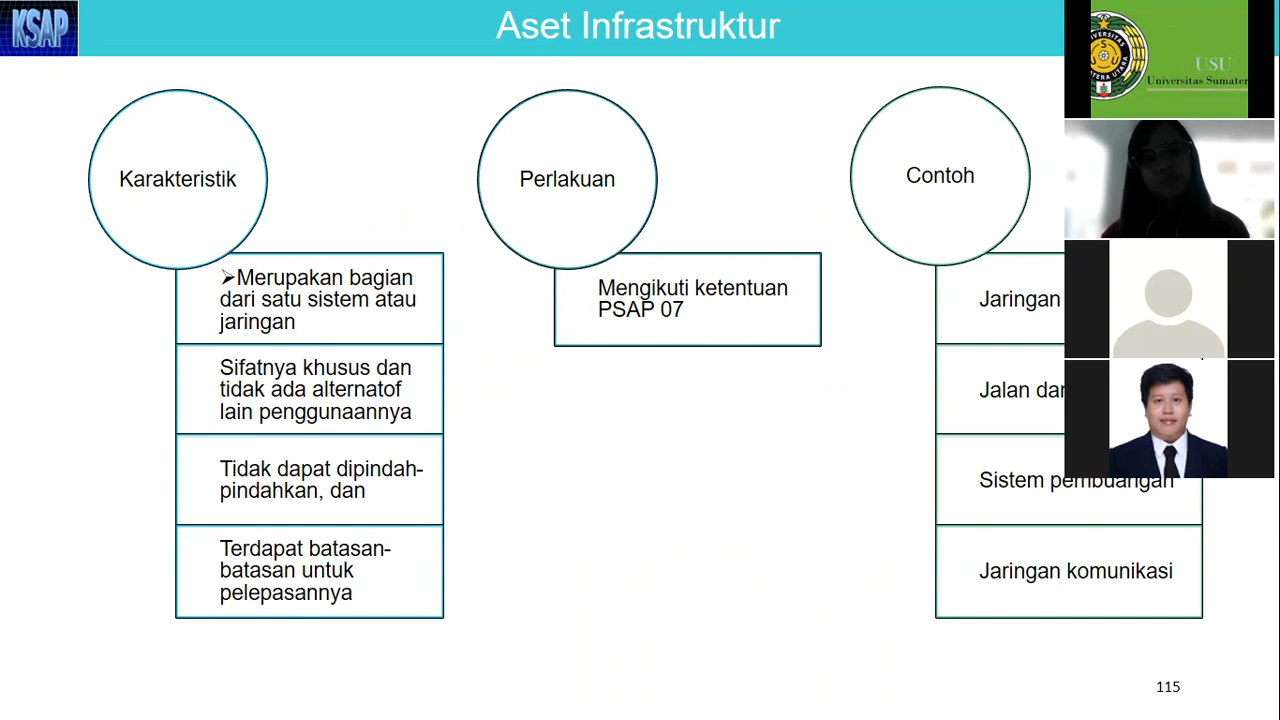 KSAP
Aset Infrastruktur
USU
Karakteristik
Perlakuan
Contoh
➢Merupakan bagian
dari satu sistem atau
jaringan
Sifatnya khusus dan
tidak ada alternatof
lain penggunaannya
Tidak dapat dipindah-
pindahkan, dan
Terdapat batasan-
batasan untuk
pelepasannya
Mengikuti ketentuan
PSAP 07
Jaringan
Jalan
Sistem pembuangan
Jaringan komunikasi
Universitas
115